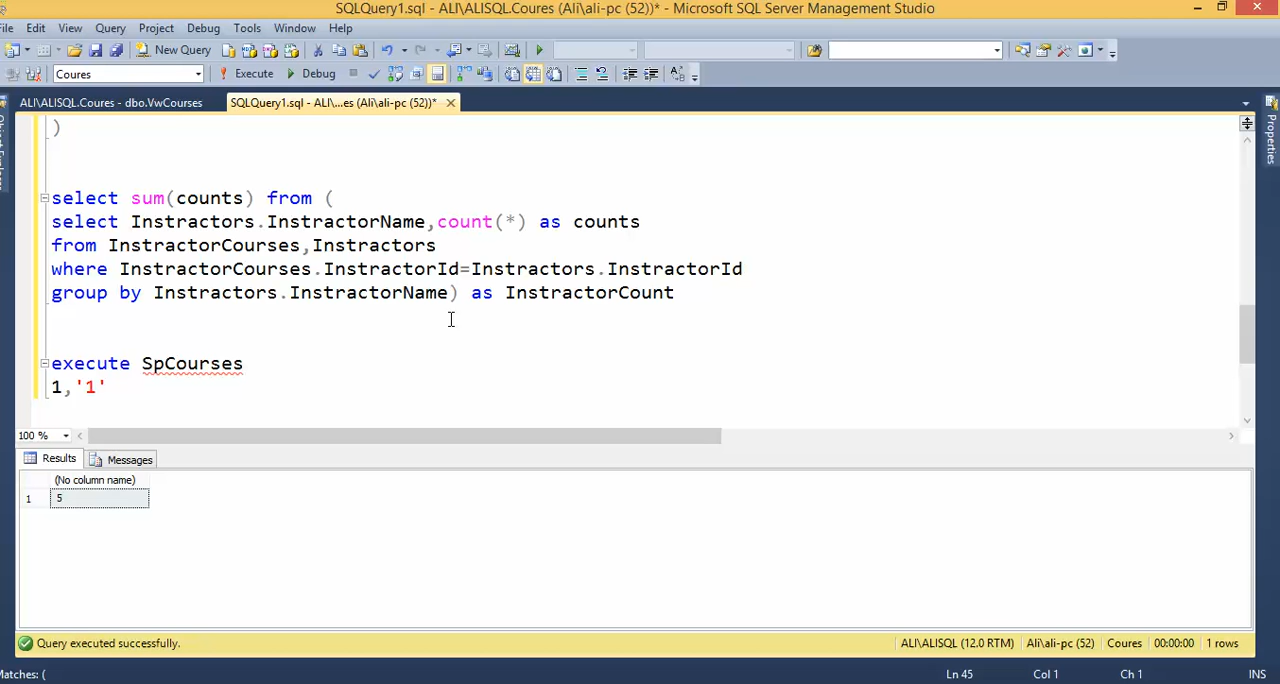 SQLQuery1.sql - ALI\ALISQL.Coures (Ali\ali-pc (52))* - Microsoft SQL Server Management Studio
File Edit View Query Project Debug Tools Window Help
New Query
Coures Execute Debug
ALI\ALISQL.Coures - dbo.VwCourses SQLQuery1.sql - ALI\...es (Ali\ali-pc (52))*
Properties
)
select sum(counts) from (
select Instractors.InstractorName,count(*) as counts
from InstractorCourses,Instractors
where InstractorCourses.InstractorId=Instractors.InstractorId
group by Instractors.InstractorName) as InstractorCount
execute SpCourses
1,'1'
100 %
Results Messages
(No column name)
1 5
Query executed successfully. ALI\ALISQL (12.0 RTM) Ali\ali-pc (52) Coures 00:00:00 1 rows
Matches: ( Ln 45 Col 1 Ch 1 INS